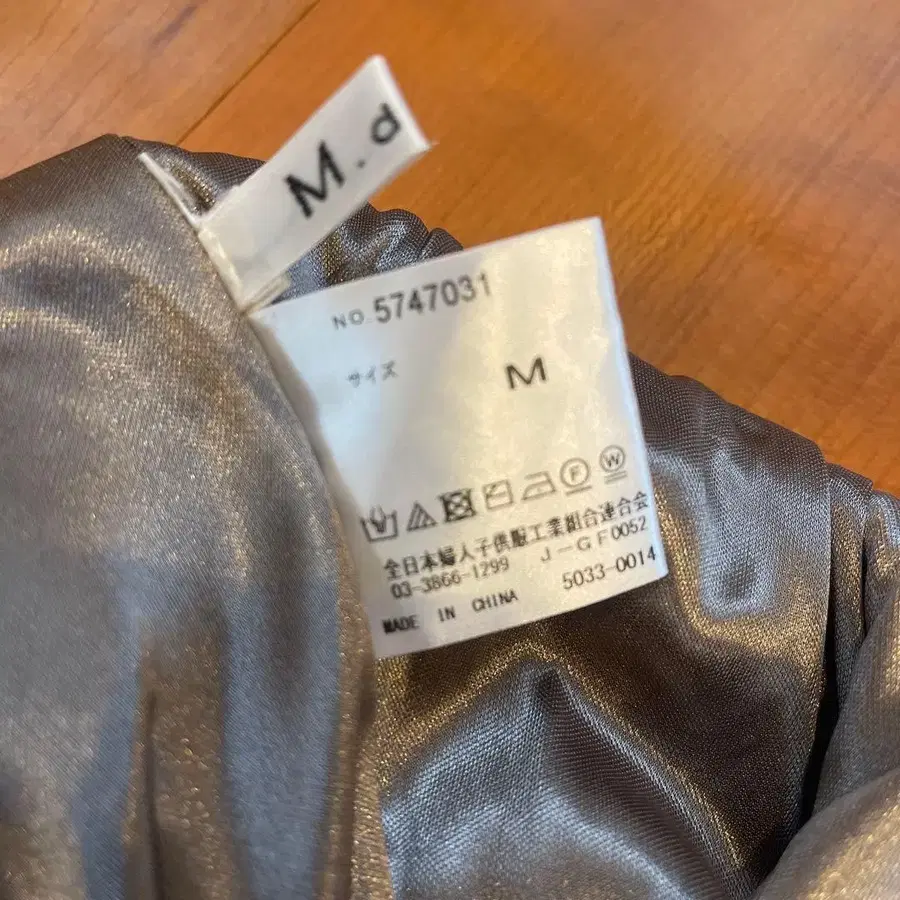 M.d
NO. 5747031
サイズ M
F W
全日本婦人子供服工業組合連合会
03-3866-1299 J-GF0052
5033-0014
MADE IN CHINA